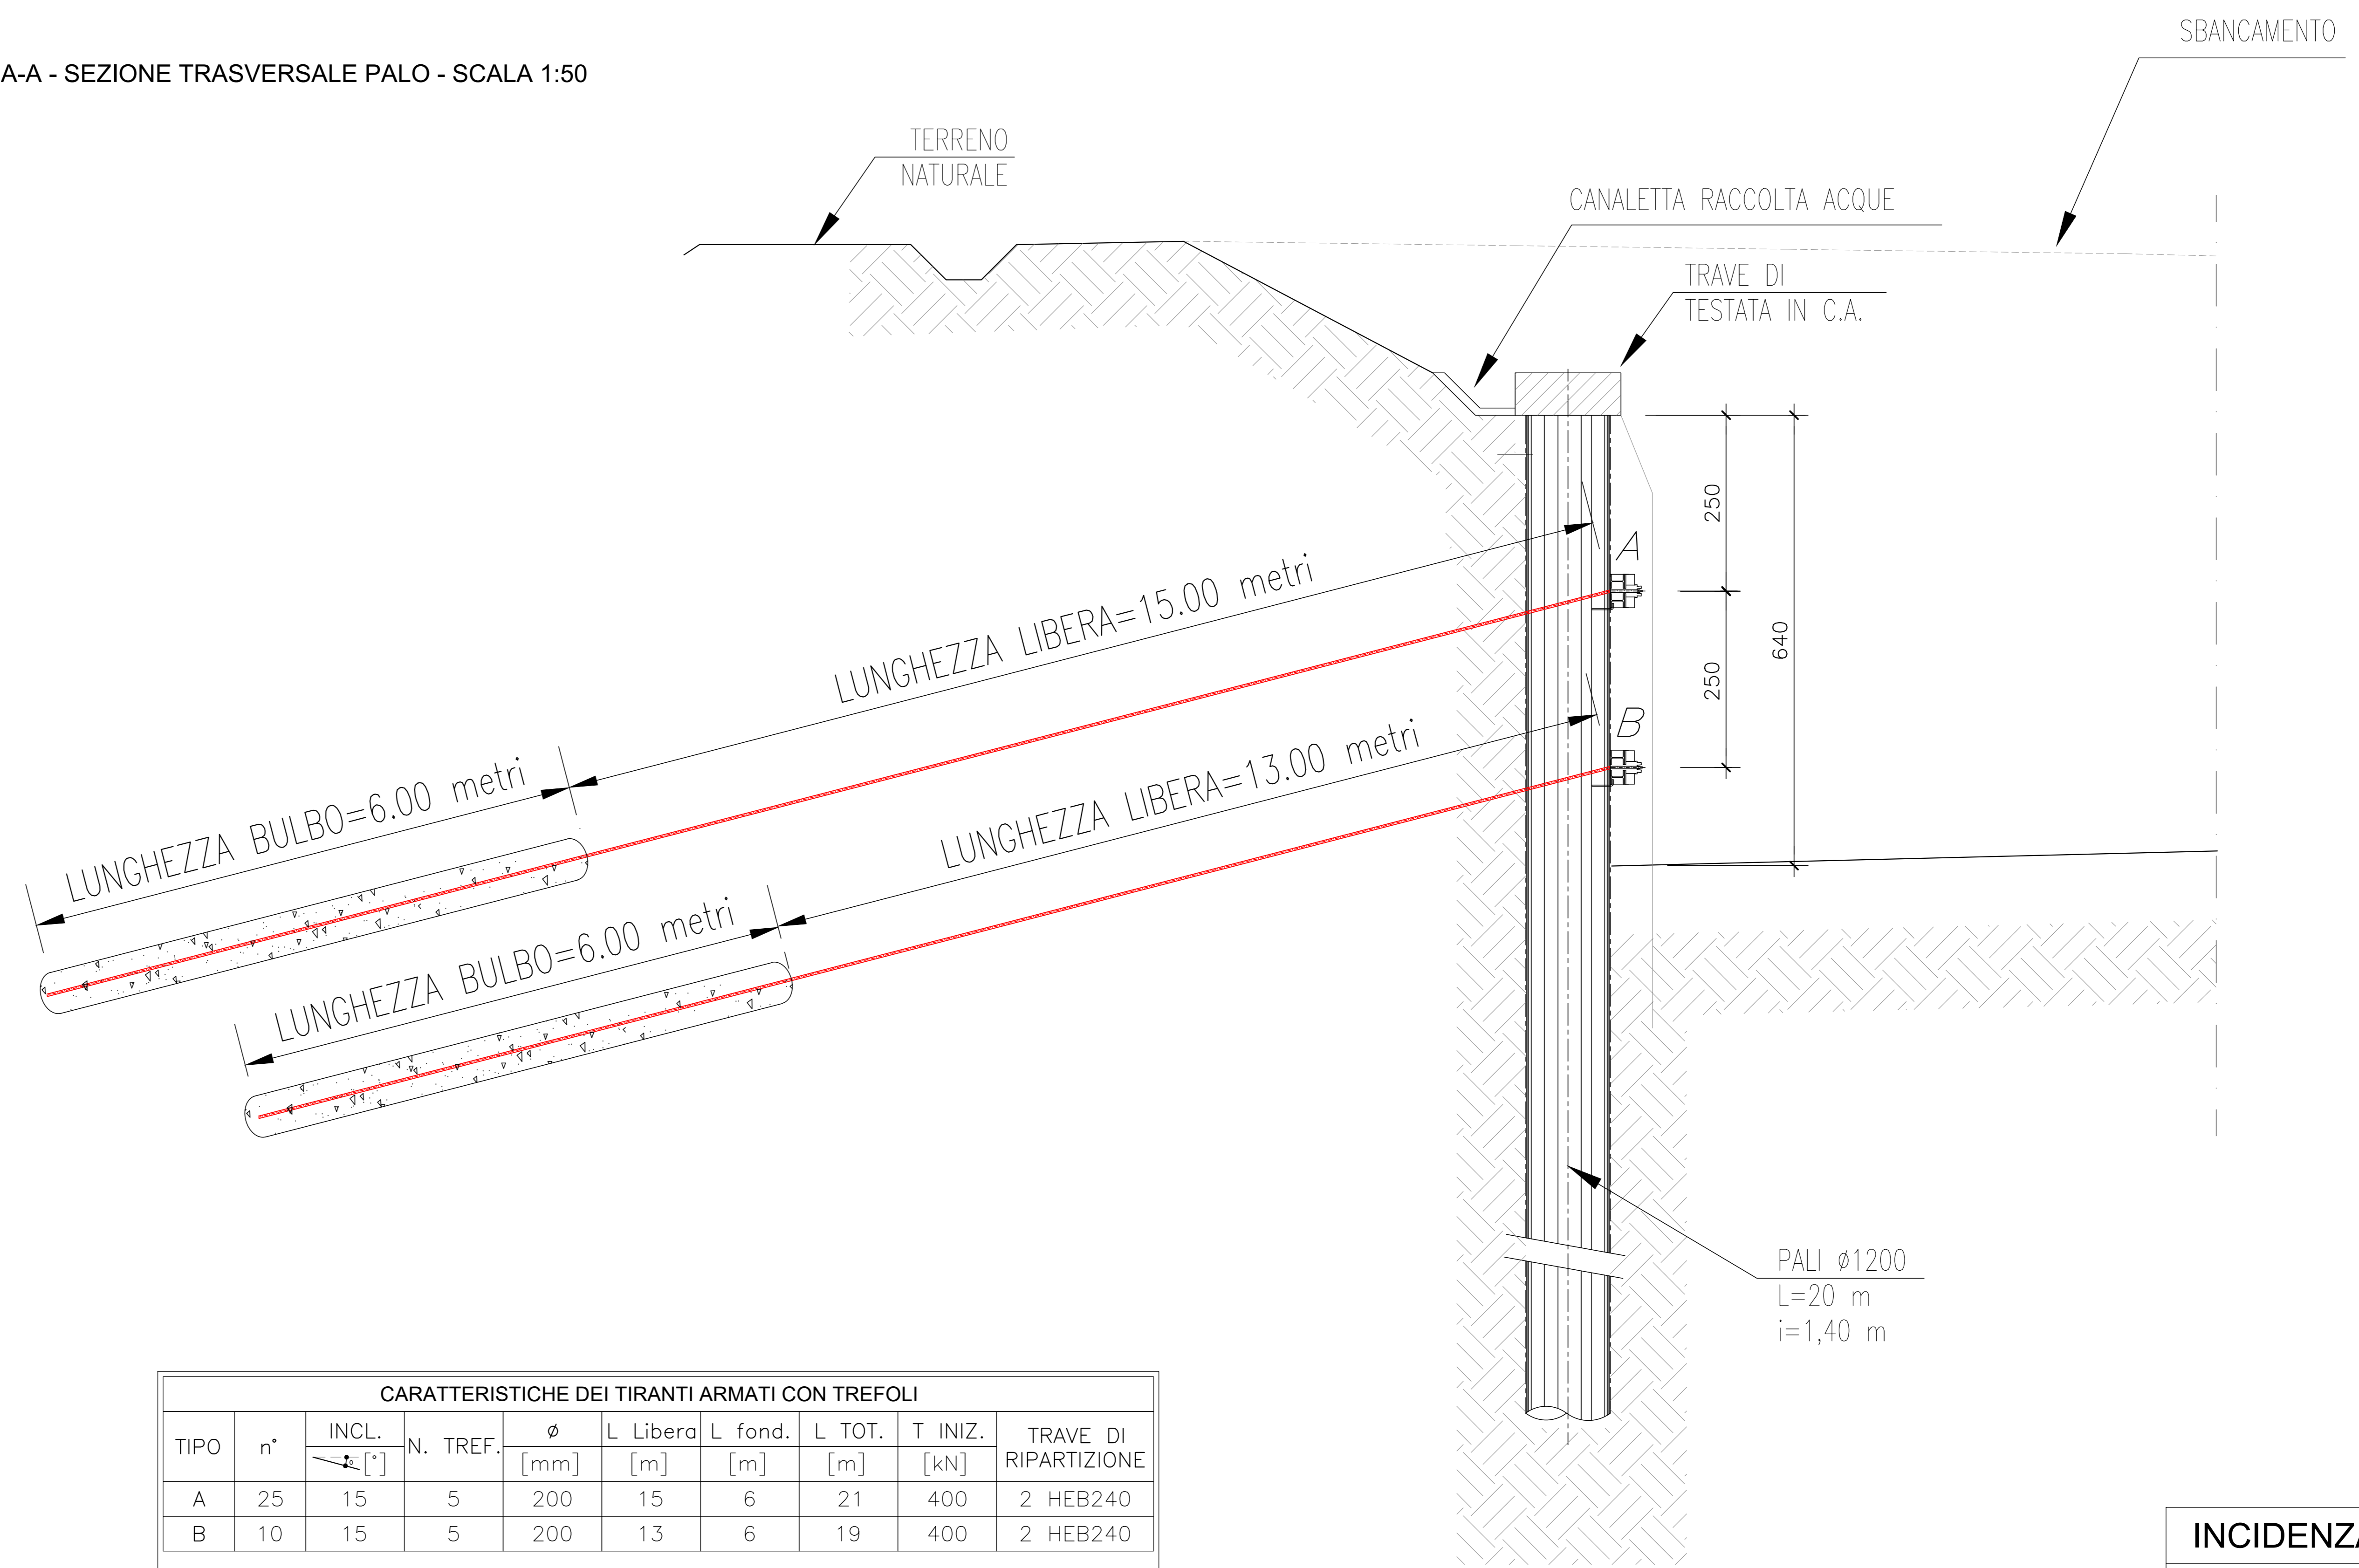 SBANCAMENTO
A-A - SEZIONE TRASVERSALE PALO - SCALA 1:50
TERRENO
NATURALE
CANALETTA RACCOLTA ACQUE
TRAVE DI
TESTATA IN C.A.
250
A
LUNGHEZZA LIBERA=15.00 metri
640
250
B
LUNGHEZZA BULBO=6.00 metri
LUNGHEZZA LIBERA=13.00 metri
LUNGHEZZA BULBO=6.00 metri
PALI ø1200
L=20 m
i=1,40 m
CARATTERISTICHE DEI TIRANTI ARMATI CON TREFOLI
TIPO n° INCL. [°] N. TREF. ø [mm] L Libera [m] L fond. [m] L TOT. [m] T INIZ. [kN] TRAVE DI RIPARTIZIONE
A 25 15 5 200 15 6 21 400 2 HEB240
B 10 15 5 200 13 6 19 400 2 HEB240
INCIDENZA